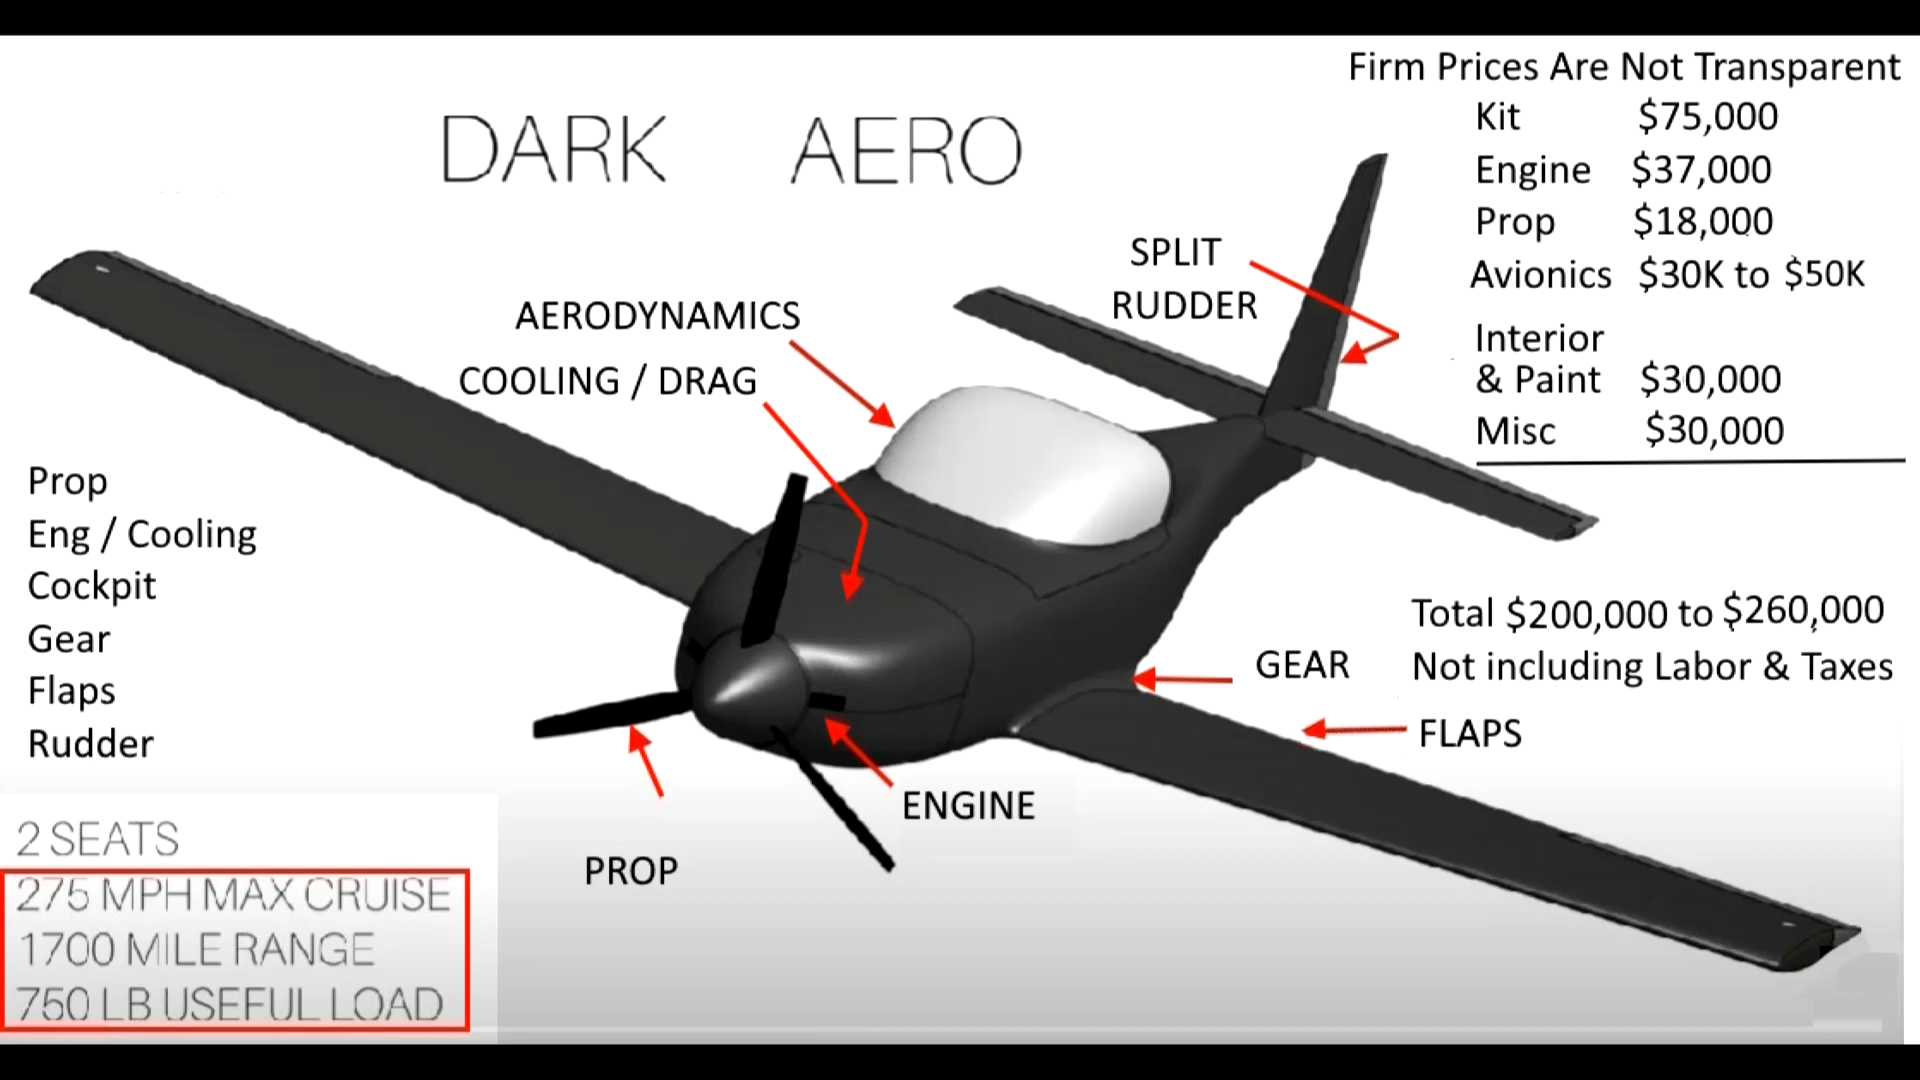 Firm Prices Are Not Transparent
Kit $75,000
Engine $37,000
Prop $18,000
Avionics $30K to $50K
Interior
& Paint $30,000
Misc $30,000
DARK AERO
SPLIT
RUDDER
AERODYNAMICS
COOLING / DRAG
Prop
Eng / Cooling
Cockpit
Gear
Flaps
Rudder
Total $200,000 to $260,000
Not including Labor & Taxes
GEAR
FLAPS
ENGINE
PROP
2 SEATS
275 MPH MAX CRUISE
1700 MILE RANGE
750 LB USEFUL LOAD